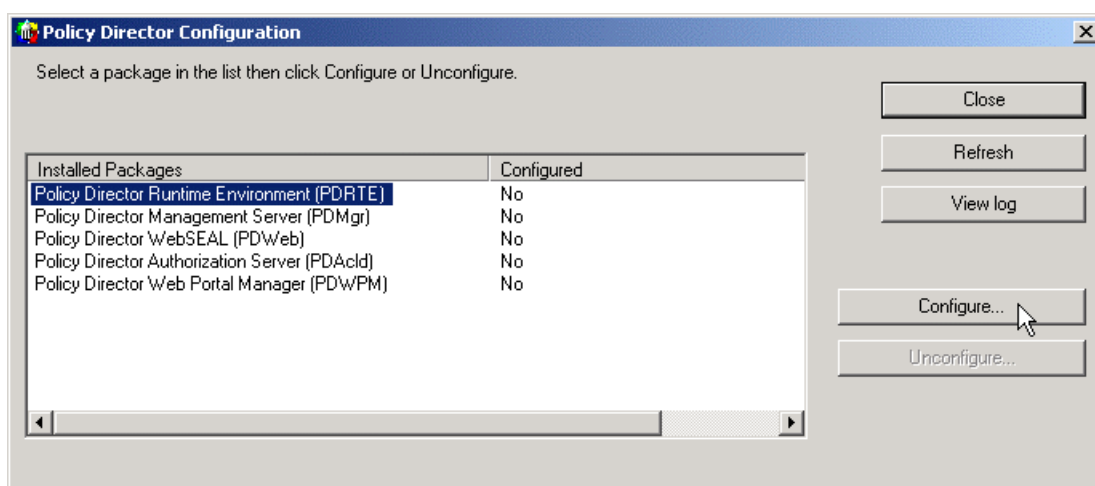 Policy Director Configuration
Select a package in the list then click Configure or Unconfigure.
Close
Refresh
View log
Installed Packages Configured
Policy Director Runtime Environment (PDRTE) No
Policy Director Management Server (PDMgr) No
Policy Director WebSEAL (PDWeb) No
Policy Director Authorization Server (PDAcld) No
Policy Director Web Portal Manager (PDWPM) No
Configure...
Unconfigure...